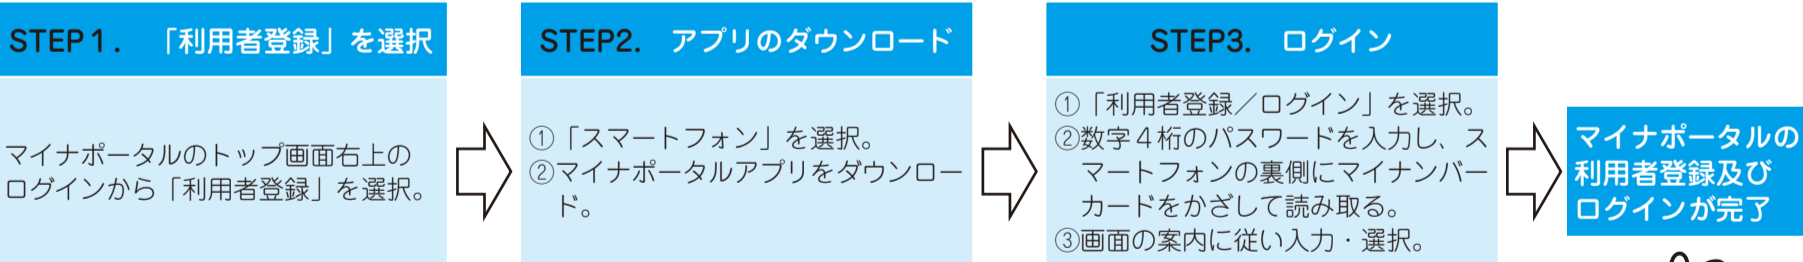 STEP１． 「利用者登録」を選択
マイナポータルのトップ画面右上の
ログインから「利用者登録」を選択。
STEP2. アプリのダウンロード
①「スマートフォン」を選択。
②マイナポータルアプリをダウンロー
ド。
STEP3. ログイン
①「利用者登録／ログイン」を選択。
②数字４桁のパスワードを入力し、ス
マートフォンの裏側にマイナンバー
カードをかざして読み取る。
③画面の案内に従い入力・選択。
マイナポータルの
利用者登録及び
ログインが完了